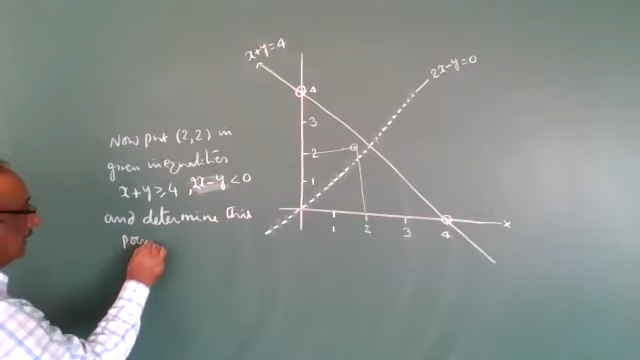 x+y=4
2x-y=0
4
3
2
1
1 2 3 4 x
Now put (2,2) in
given inequalities
x+y≥4, 2x-y<0
and determine this